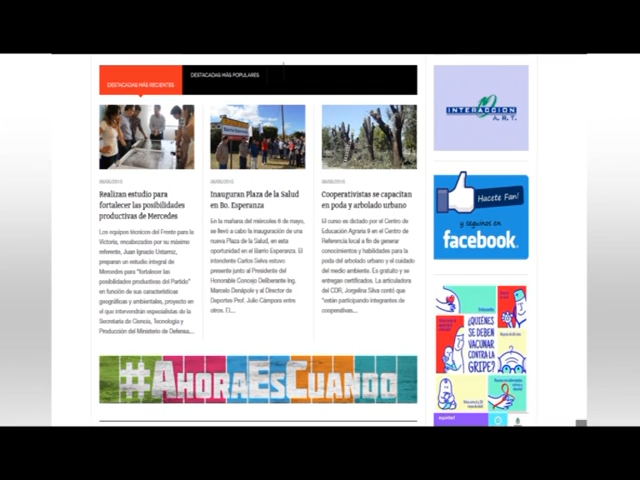 DESTACADAS MÁS RECIENTES
DESTACADAS MÁS POPULARES
Realizan estudio para
fortalecer las posibilidades
productivas de Mercedes
Los equipos técnicos del Frente para la
Victoria, encabezados por su máximo
referente, Juan Ignacio Ustarroz,
preparan un estudio integral de
Mercedes para "fortalecer las
posibilidades productivas del Partido"
en función de sus características
geográficas y ambientales, proyecto en
el que intervendrán especialistas de la
Secretaría de Ciencia, Tecnología y
Producción del Ministerio de Defensa....
Inauguran Plaza de la Salud
en Bo. Esperanza
En la mañana del miércoles 6 de mayo,
se llevó a cabo la inauguración de una
nueva Plaza de la Salud, en esta
oportunidad en el Barrio Esperanza. El
intendente Carlos Selva estuvo
presente junto al Presidente del
Honorable Concejo Deliberante Ing.
Marcelo Denápole y el Director de
Deportes Prof. Julio Cámpora entre
otros. El....
Cooperativistas se capacitan
en poda y arbolado urbano
El curso es dictado por el Centro de
Educación Agraria 9 en el Centro de
Referencia local a fin de generar
conocimientos y habilidades para la
poda del arbolado urbano y el cuidado
del medio ambiente. Es gratuito y se
entregan certificados. La articuladora
del CDR, Jorgelina Silva contó que
"están participando integrantes de
cooperativas....
#AHORAESCUANDO
INTERACCION
A.R.T.
Hacete Fan!
y seguinos en
facebook.
¿QUIÉNES
SE DEBEN
VACUNAR
CONTRA LA
GRIPE?